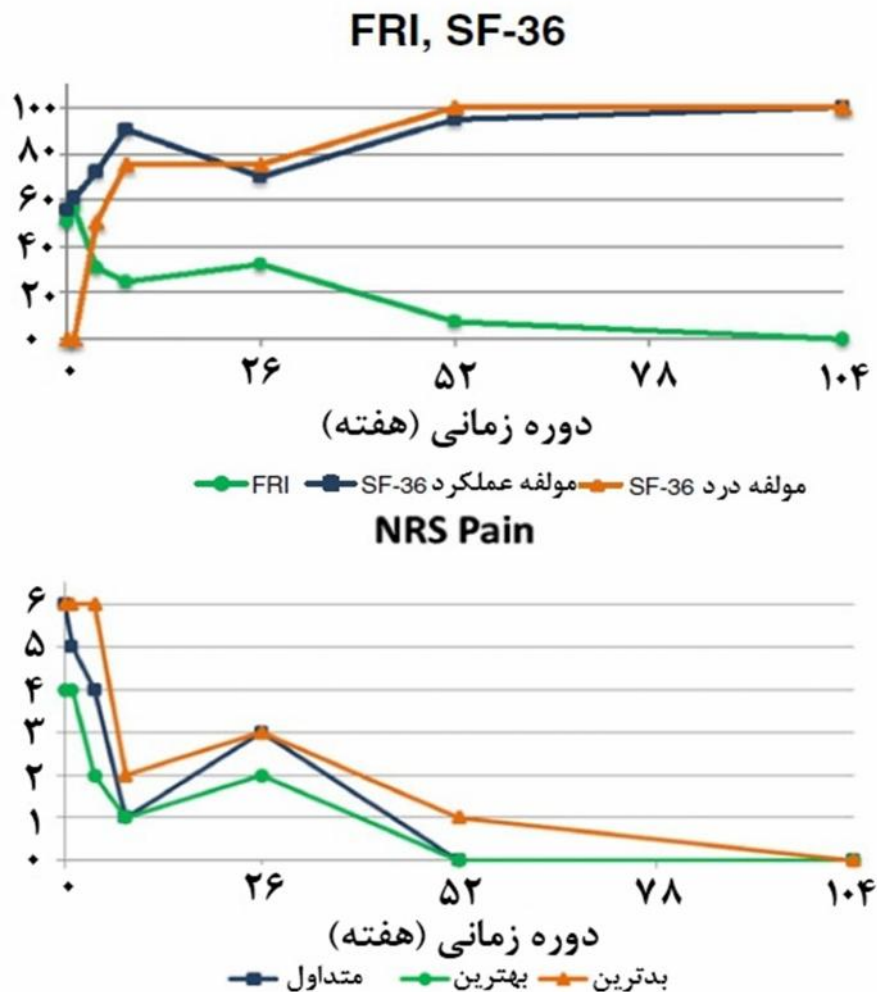 FRI, SF-36
۱۰۰
۸۰
۶۰
۴۰
۲۰
۰
۰ ۲۶ ۵۲ ۷۸ ۱۰۴
دوره زمانی (هفته)
FRI مولفه عملکرد SF-36 مولفه درد SF-36
NRS Pain
۶
۵
۴
۳
۲
۱
۰
۰ ۲۶ ۵۲ ۷۸ ۱۰۴
دوره زمانی (هفته)
متداول بهترین بدترین